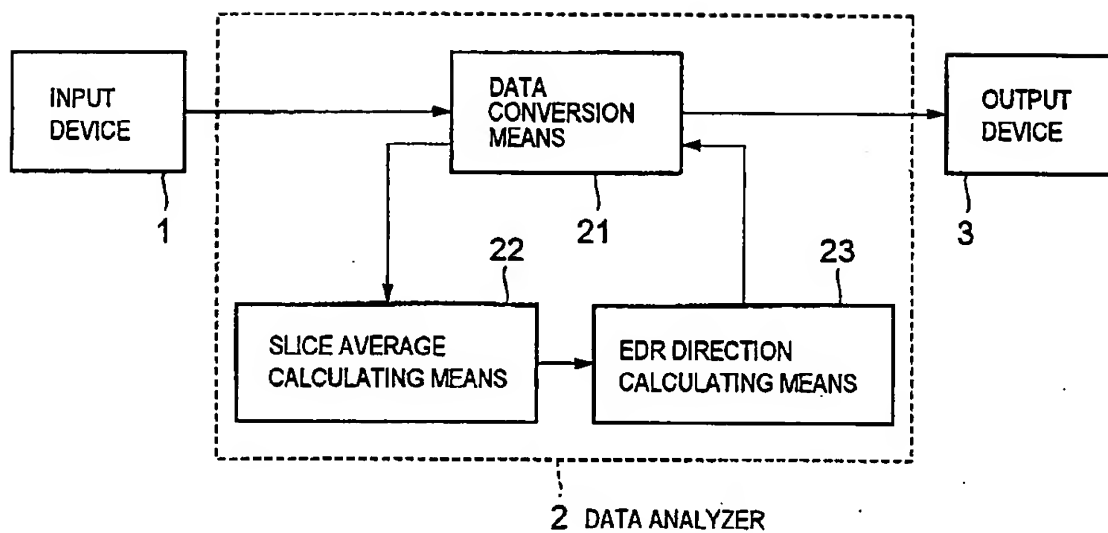 INPUT
DEVICE
1
DATA
CONVERSION
MEANS
21
OUTPUT
DEVICE
3
22
SLICE AVERAGE
CALCULATING MEANS
23
EDR DIRECTION
CALCULATING MEANS
2 DATA ANALYZER